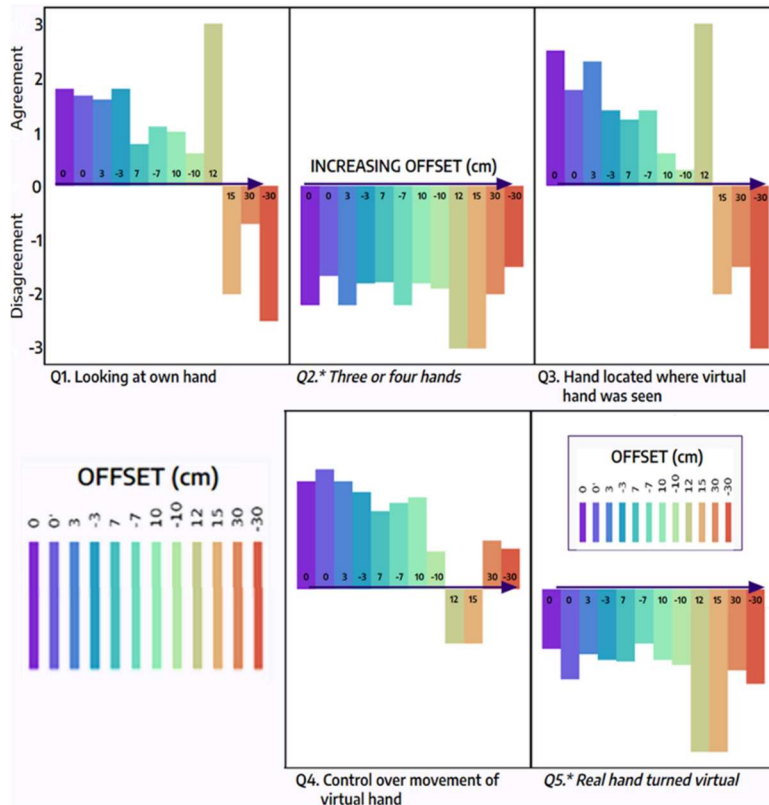 3
2
1
0
-1
-2
-3
Agreement
Disagreement
0 0 3 -3 7 -7 10 -10 12
15 30 -30
INCREASING OFFSET (cm)
0 0 3 -3 7 -7 10 -10 12 15 30 -30
0 0 3 -3 7 -7 10 -10 12
15 30 -30
Q1. Looking at own hand
Q2.* Three or four hands
Q3. Hand located where virtual
hand was seen
OFFSET (cm)
0 0' 3 -3 7 -7 10 -10 12 15 30 -30
0 0 3 -3 7 -7 10 -10 30 -30
12 15
OFFSET (cm)
0 0' 3 -3 7 -7 10 -10 12 15 30 -30
0 0 3 -3 7 -7 10 -10 12 15 30 -30
Q4. Control over movement of
virtual hand
Q5.* Real hand turned virtual